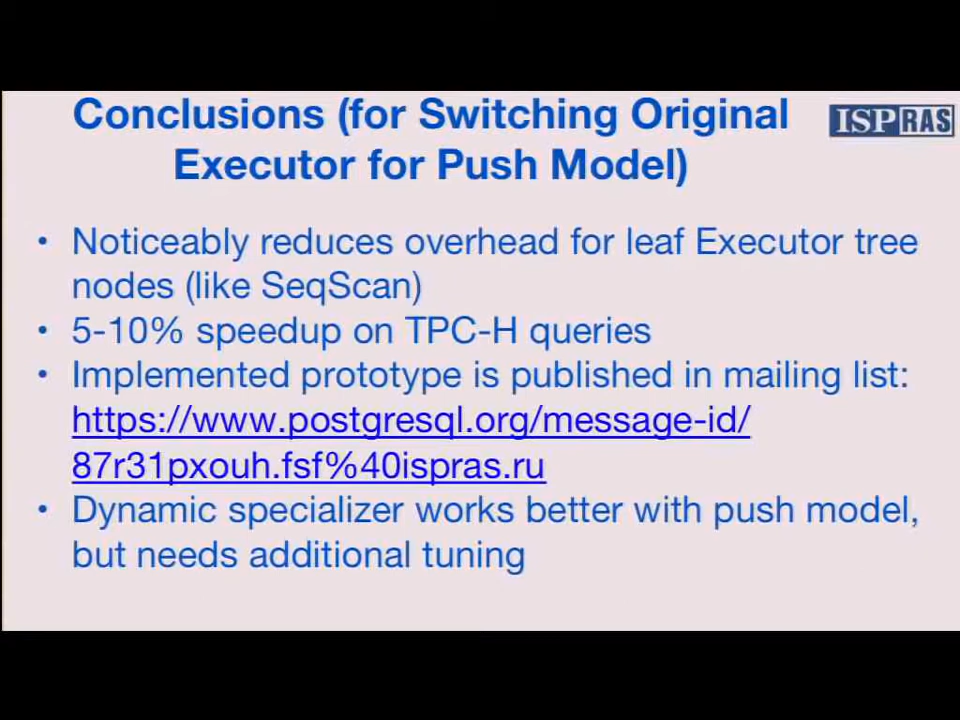 Conclusions (for Switching Original
Executor for Push Model)
ISPRAS
• Noticeably reduces overhead for leaf Executor tree
nodes (like SeqScan)
• 5-10% speedup on TPC-H queries
• Implemented prototype is published in mailing list:
https://www.postgresql.org/message-id/
87r31pxouh.fsf%40ispras.ru
• Dynamic specializer works better with push model,
but needs additional tuning